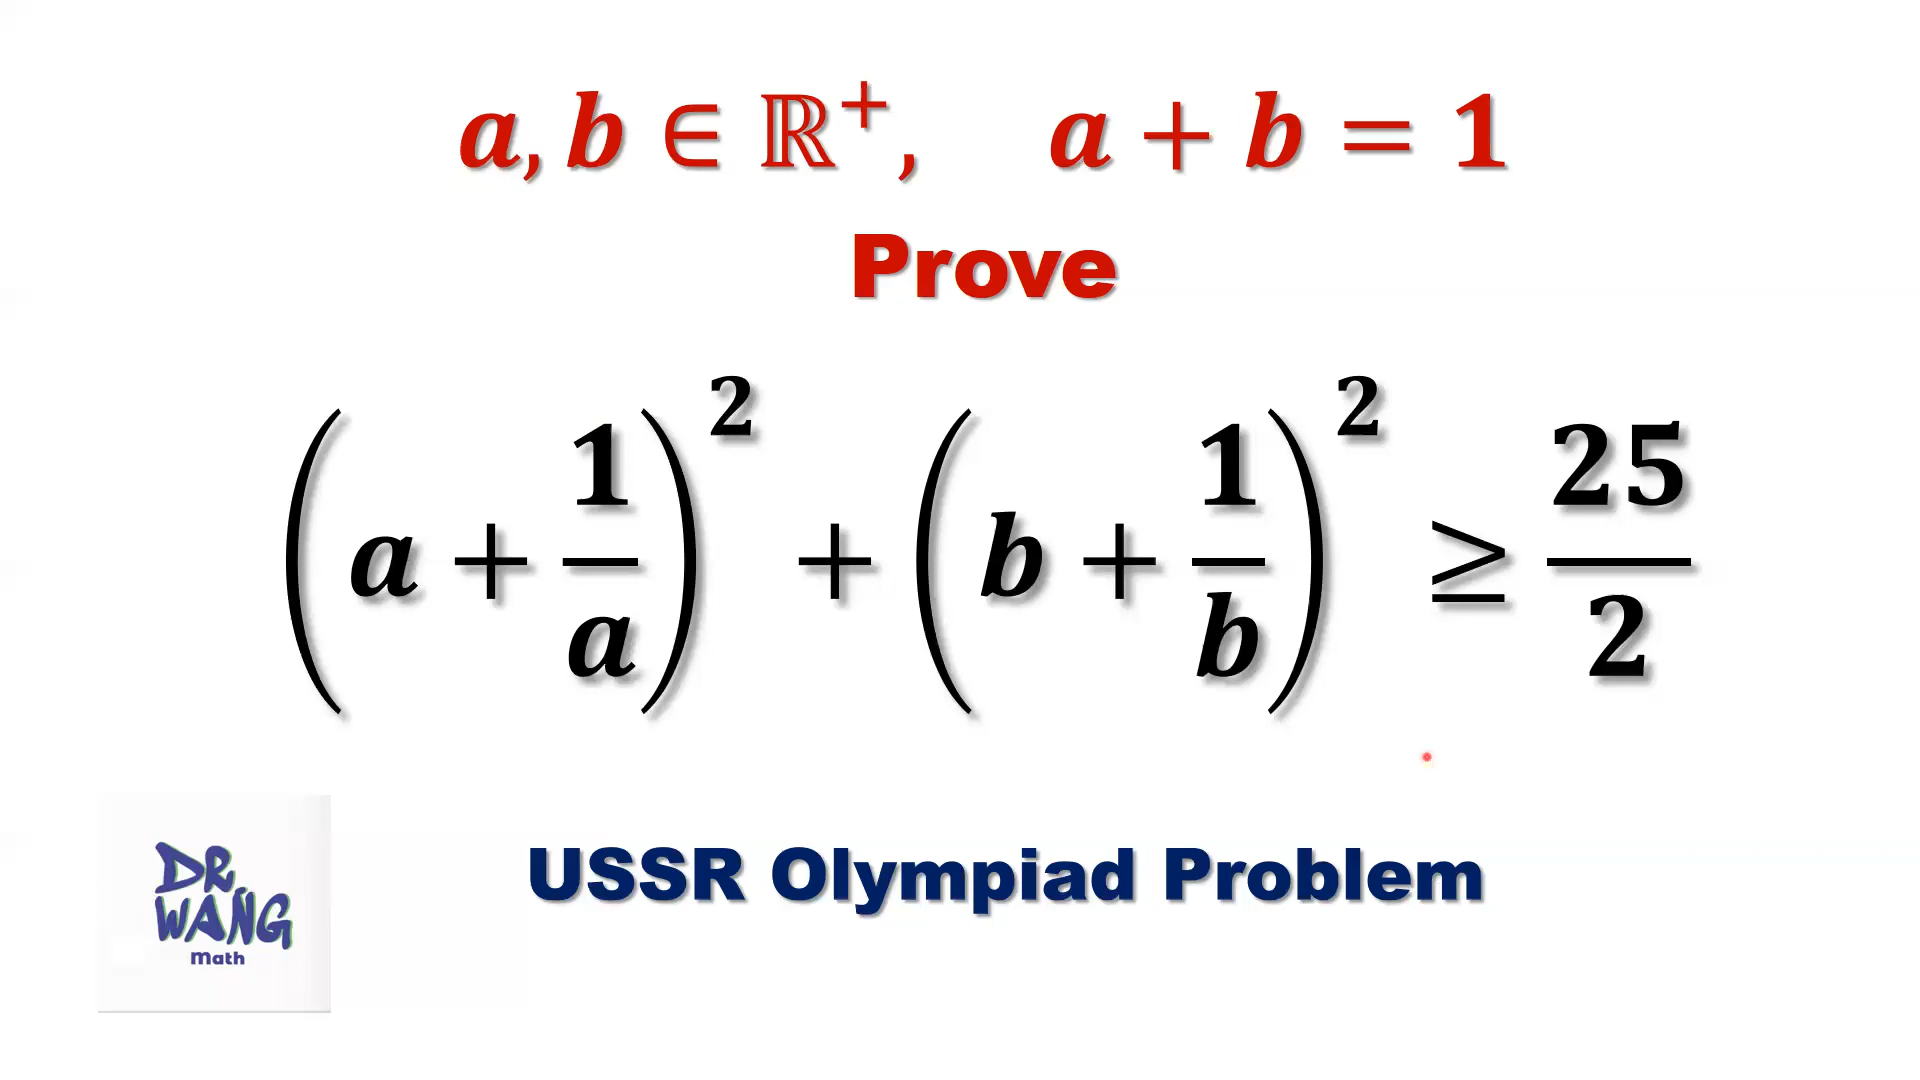 a, b ∈ ℝ⁺,   a + b = 1
Prove
(a + 1/a)² + (b + 1/b)² ≥ 25/2
USSR Olympiad Problem
DR. WANG
Math